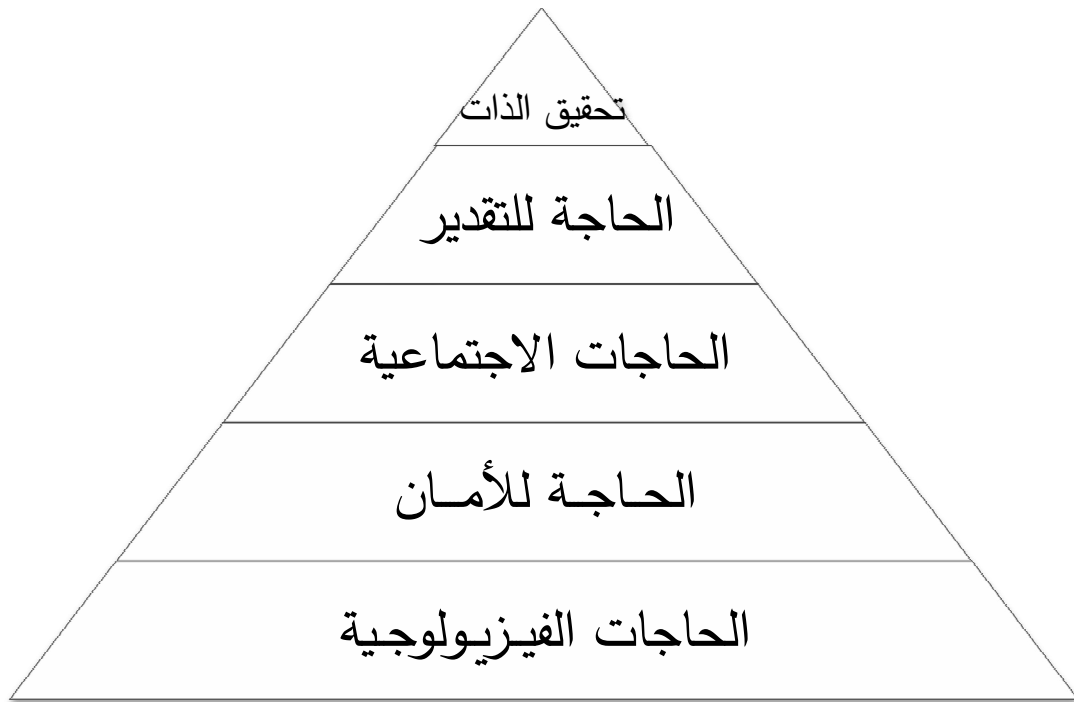 تحقيق الذات
الحاجة للتقدير
الحاجات الاجتماعية
الحاجة للأمان
الحاجات الفيزيولوجية